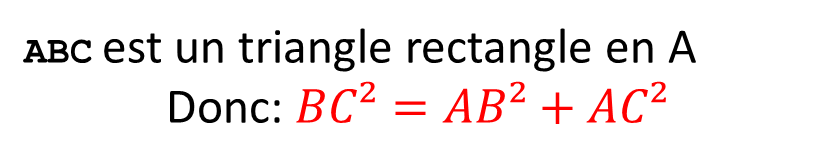 ABC est un triangle rectangle en A
Donc: BC² = AB² + AC²